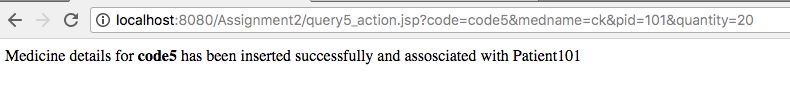 localhost:8080/Assignment2/query5_action.jsp?code=code5&medname=ck&pid=101&quantity=20
Medicine details for code5 has been inserted successfully and assosciated with Patient101